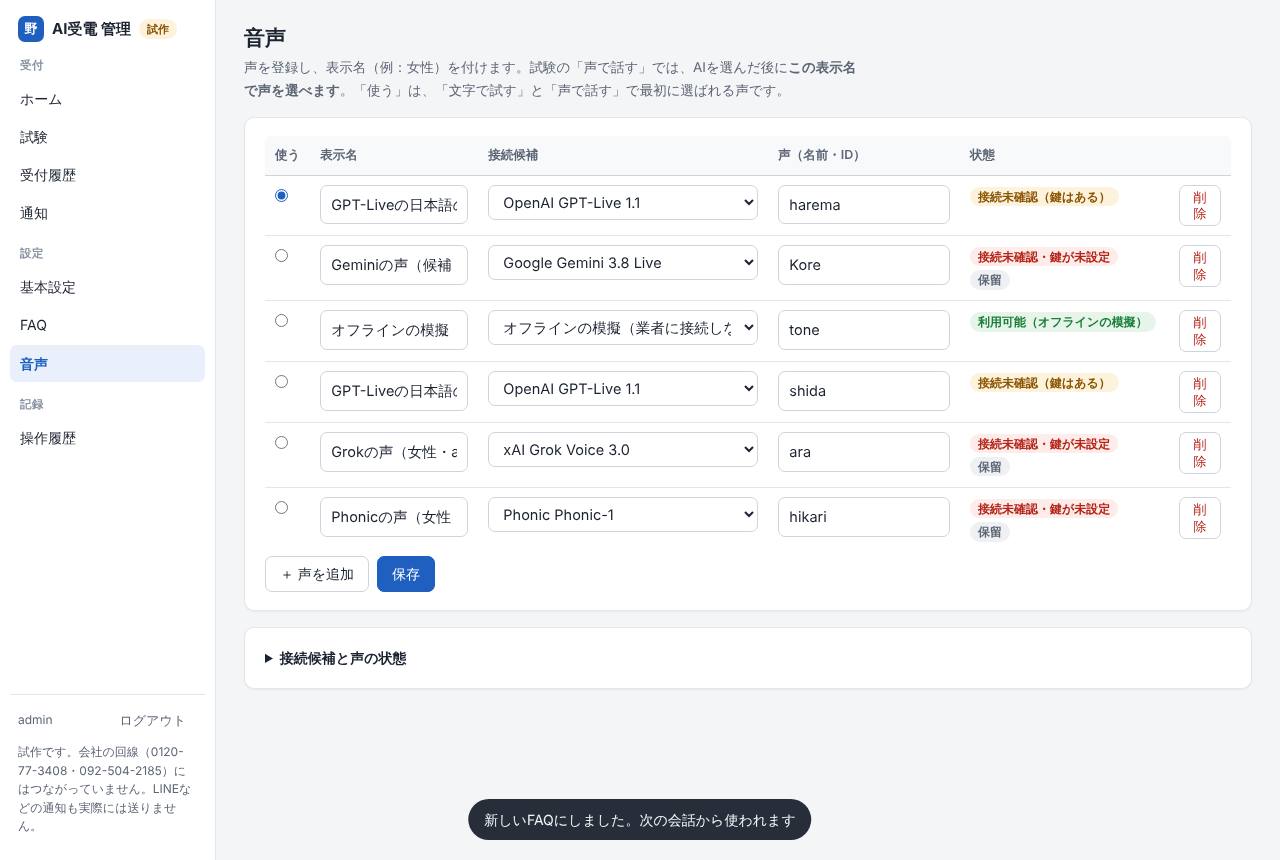 野 AI受電 管理 試作
受付
ホーム
試験
受付履歴
通知
設定
基本設定
FAQ
音声
記録
操作履歴
admin ログアウト
試作です。会社の回線（0120-
77-3408・092-504-2185）に
はつながっていません。LINEな
どの通知も実際には送りませ
ん。
音声
声を登録し、表示名（例：女性）を付けます。試験の「声で話す」では、AIを選んだ後にこの表示名
で声を選べます。「使う」は、「文字で試す」と「声で話す」で最初に選ばれる声です。
使う 表示名 接続候補 声（名前・ID） 状態
GPT-Liveの日本語の OpenAI GPT-Live 1.1 harema 接続未確認（鍵はある） 削
除
Geminiの声（候補 Google Gemini 3.8 Live Kore 接続未確認・鍵が未設定 削
保留 除
オフラインの模擬 オフラインの模擬（業者に接続しな tone 利用可能（オフラインの模擬） 削
除
GPT-Liveの日本語の OpenAI GPT-Live 1.1 shida 接続未確認（鍵はある） 削
除
Grokの声（女性・a xAI Grok Voice 3.0 ara 接続未確認・鍵が未設定 削
保留 除
Phonicの声（女性 Phonic Phonic-1 hikari 接続未確認・鍵が未設定 削
保留 除
＋ 声を追加 保存
▶ 接続候補と声の状態
新しいFAQにしました。次の会話から使われます